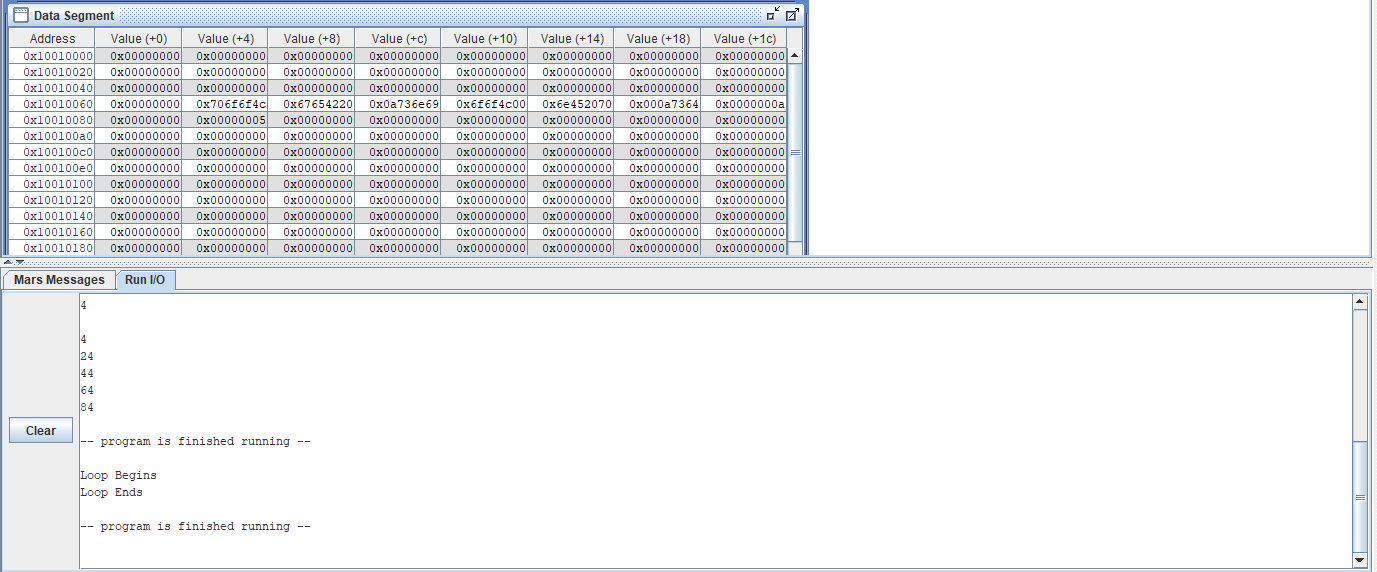 Data Segment
Address Value (+0) Value (+4) Value (+8) Value (+c) Value (+10) Value (+14) Value (+18) Value (+1c)
0x10010000 0x00000000 0x00000000 0x00000000 0x00000000 0x00000000 0x00000000 0x00000000 0x00000000
0x10010020 0x00000000 0x00000000 0x00000000 0x00000000 0x00000000 0x00000000 0x00000000 0x00000000
0x10010040 0x00000000 0x00000000 0x00000000 0x00000000 0x00000000 0x00000000 0x00000000 0x00000000
0x10010060 0x00000000 0x706f6f4c 0x67654220 0x0a736e69 0x6f6f4c00 0x6e452070 0x000a7364 0x0000000a
0x10010080 0x00000000 0x00000005 0x00000000 0x00000000 0x00000000 0x00000000 0x00000000 0x00000000
0x100100a0 0x00000000 0x00000000 0x00000000 0x00000000 0x00000000 0x00000000 0x00000000 0x00000000
0x100100c0 0x00000000 0x00000000 0x00000000 0x00000000 0x00000000 0x00000000 0x00000000 0x00000000
0x100100e0 0x00000000 0x00000000 0x00000000 0x00000000 0x00000000 0x00000000 0x00000000 0x00000000
0x10010100 0x00000000 0x00000000 0x00000000 0x00000000 0x00000000 0x00000000 0x00000000 0x00000000
0x10010120 0x00000000 0x00000000 0x00000000 0x00000000 0x00000000 0x00000000 0x00000000 0x00000000
0x10010140 0x00000000 0x00000000 0x00000000 0x00000000 0x00000000 0x00000000 0x00000000 0x00000000
0x10010160 0x00000000 0x00000000 0x00000000 0x00000000 0x00000000 0x00000000 0x00000000 0x00000000
0x10010180 0x00000000 0x00000000 0x00000000 0x00000000 0x00000000 0x00000000 0x00000000 0x00000000
Mars Messages Run I/O
4
4
24
44
64
84
Clear
-- program is finished running --
Loop Begins
Loop Ends
-- program is finished running --